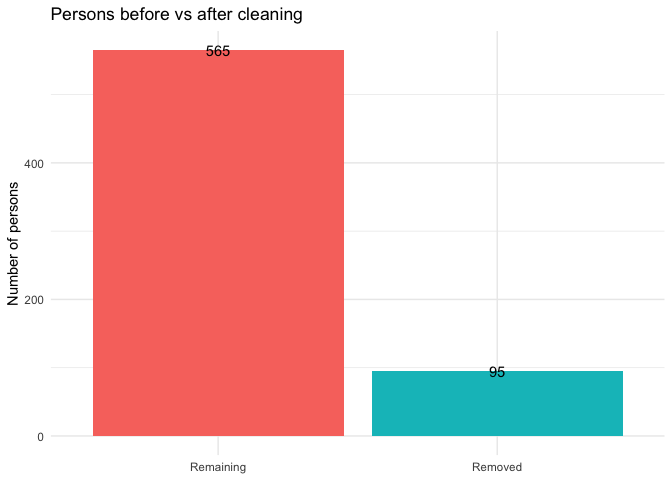 Persons before vs after cleaning
Number of persons
565
400
200
95
0
Remaining
Removed